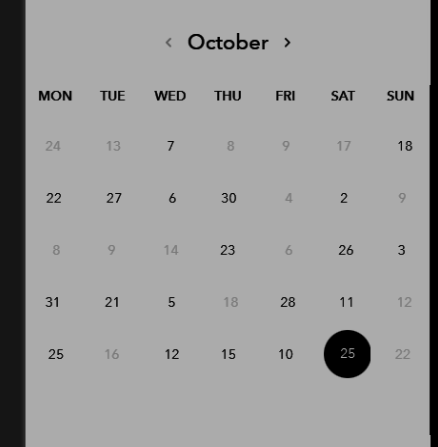 ‹ October ›
MON TUE WED THU FRI SAT SUN
24 13 7 8 9 17 18
22 27 6 30 4 2 9
8 9 14 23 6 26 3
31 21 5 18 28 11 12
25 16 12 15 10 25 22